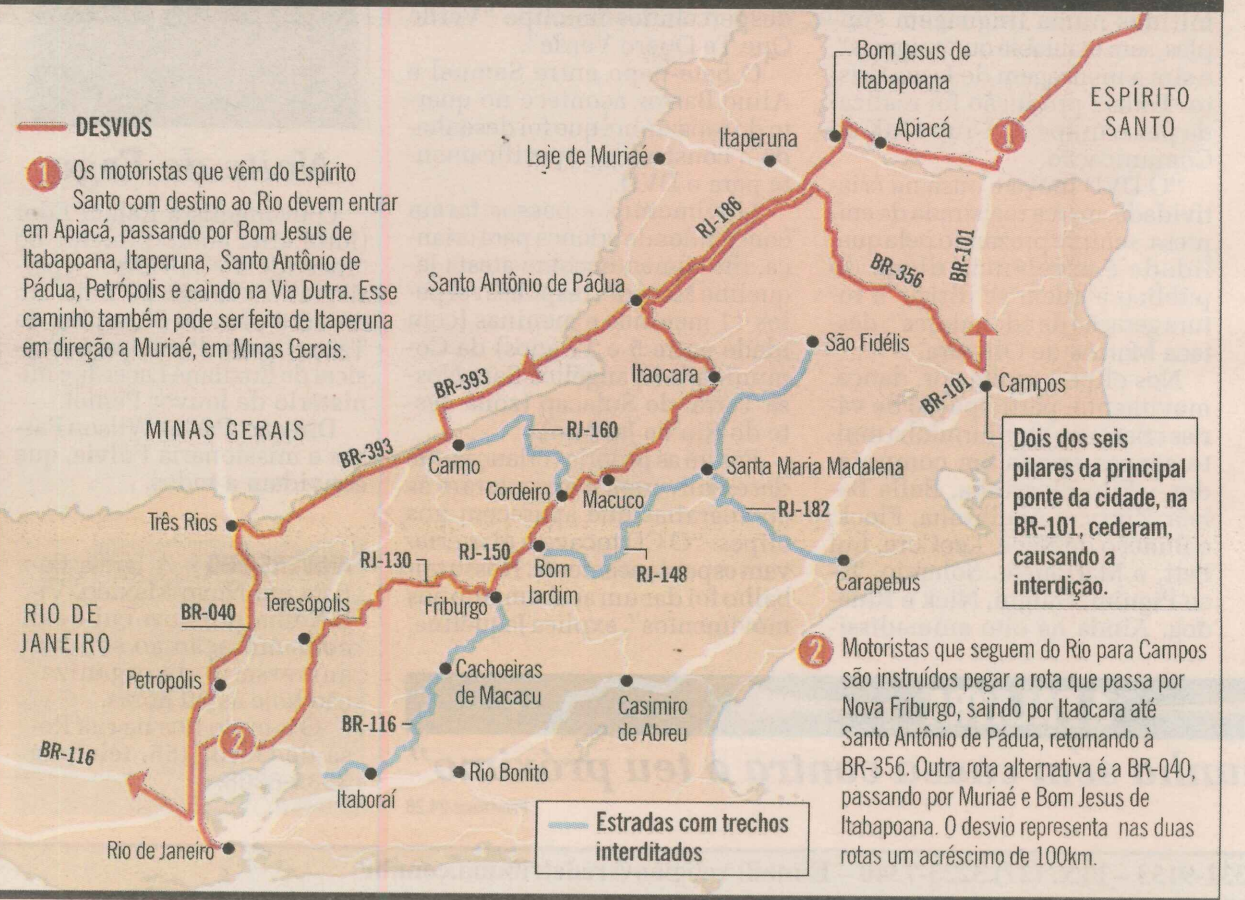 DESVIOS
1 Os motoristas que vêm do Espírito
Santo com destino ao Rio devem entrar
em Apiacá, passando por Bom Jesus de
Itabapoana, Itaperuna, Santo Antônio de
Pádua, Petrópolis e caindo na Via Dutra. Esse
caminho também pode ser feito de Itaperuna
em direção a Muriaé, em Minas Gerais.
Bom Jesus de
Itabapoana
ESPÍRITO
SANTO
1
Apiacá
Itaperuna
Laje de Muriaé
RJ-186
BR-101
BR-356
Santo Antônio de Pádua
São Fidélis
Itaocara
BR-393
BR-101
Campos
MINAS GERAIS
BR-393
RJ-160
Carmo
Santa Maria Madalena
Cordeiro
Macuco
RJ-182
Três Rios
RJ-130
RJ-150
Bom
Jardim
RJ-148
Carapebus
Friburgo
BR-040
Teresópolis
RIO DE
JANEIRO
Petrópolis
Cachoeiras
de Macacu
Casimiro
de Abreu
BR-116
2
BR-116
Rio Bonito
Itaboraí
Rio de Janeiro
Dois dos seis
pilares da principal
ponte da cidade, na
BR-101, cederam,
causando a
interdição.
2 Motoristas que seguem do Rio para Campos
são instruídos pegar a rota que passa por
Nova Friburgo, saindo por Itaocara até
Santo Antônio de Pádua, retornando à
BR-356. Outra rota alternativa é a BR-040,
passando por Muriaé e Bom Jesus de
Itabapoana. O desvio representa nas duas
rotas um acréscimo de 100km.
Estradas com trechos
interditados